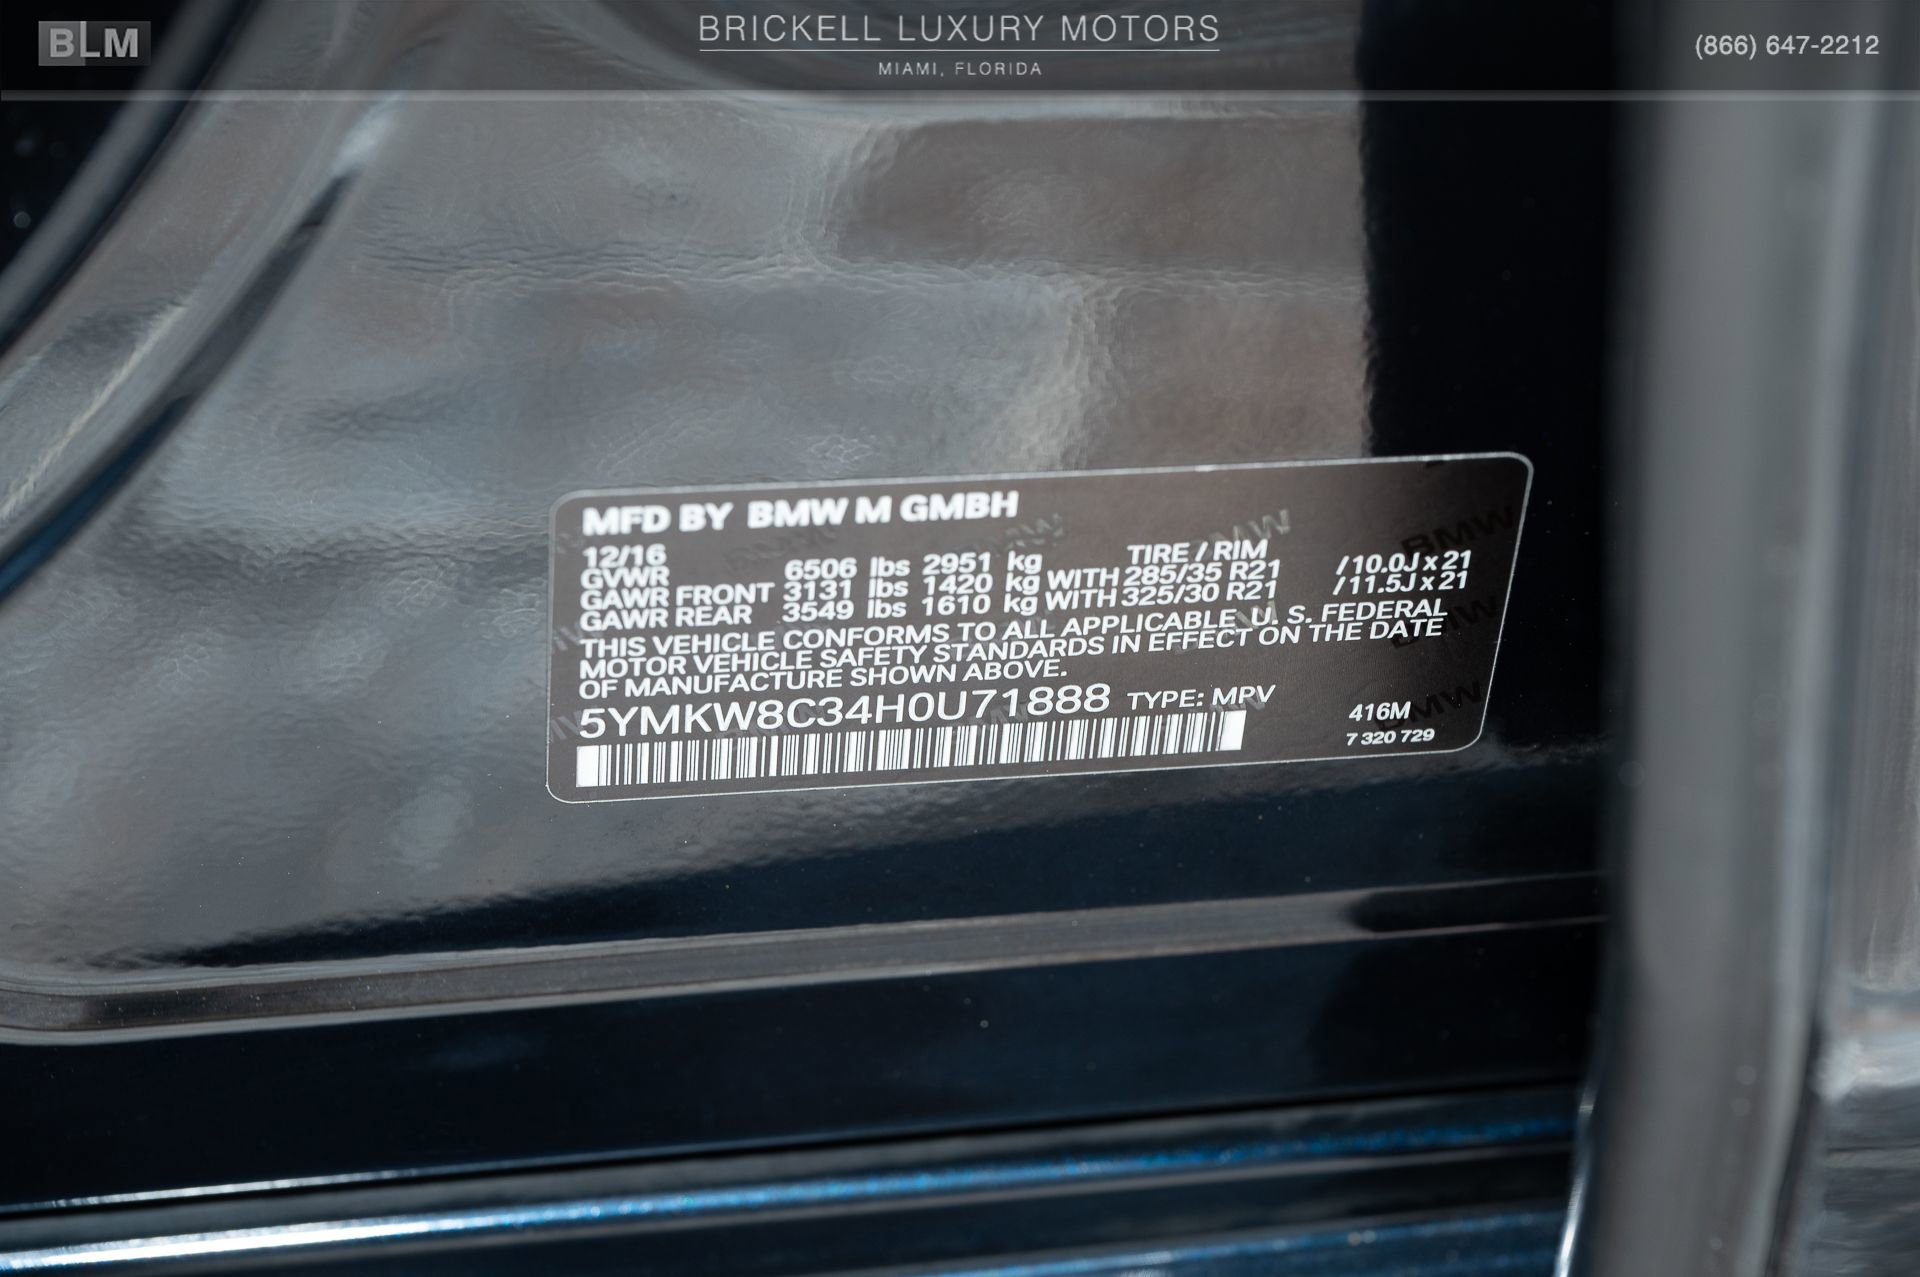 BLM
BRICKELL LUXURY MOTORS
MIAMI, FLORIDA
(866) 647-2212
MFD BY BMW M GMBH
12/16 TIRE / RIM
GVWR 6506 lbs 2951 kg
GAWR FRONT 3131 lbs 1420 kg WITH 285/35 R21 /10.0J x 21
GAWR REAR 3549 lbs 1610 kg WITH 325/30 R21 /11.5J x 21
THIS VEHICLE CONFORMS TO ALL APPLICABLE U. S. FEDERAL
MOTOR VEHICLE SAFETY STANDARDS IN EFFECT ON THE DATE
OF MANUFACTURE SHOWN ABOVE.
5YMKW8C34H0U71888 TYPE: MPV
416M
7 320 729